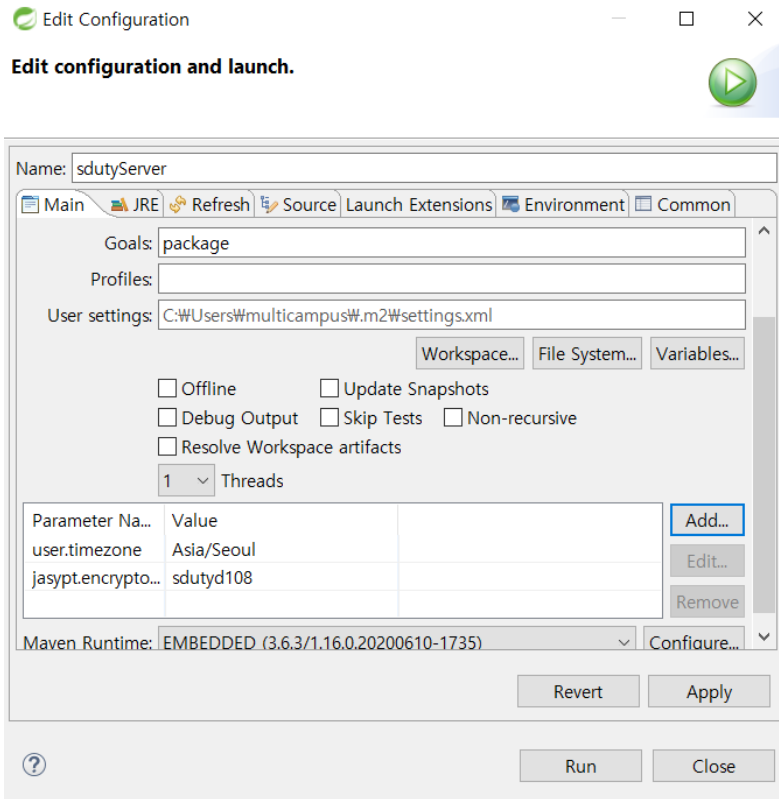 Edit Configuration
Edit configuration and launch.
Name: sdutyServer
Main JRE Refresh Source Launch Extensions Environment Common
Goals: package
Profiles:
User settings: C:₩Users₩multicampus₩.m2₩settings.xml
Workspace... File System... Variables...
Offline Update Snapshots
Debug Output Skip Tests Non-recursive
Resolve Workspace artifacts
1 Threads
Parameter Na... Value Add...
user.timezone Asia/Seoul
Edit...
jasypt.encrypto... sdutyd108
Remove
Maven Runtime: EMBEDDED (3.6.3/1.16.0.20200610-1735) Configure...
Revert Apply
? Run Close